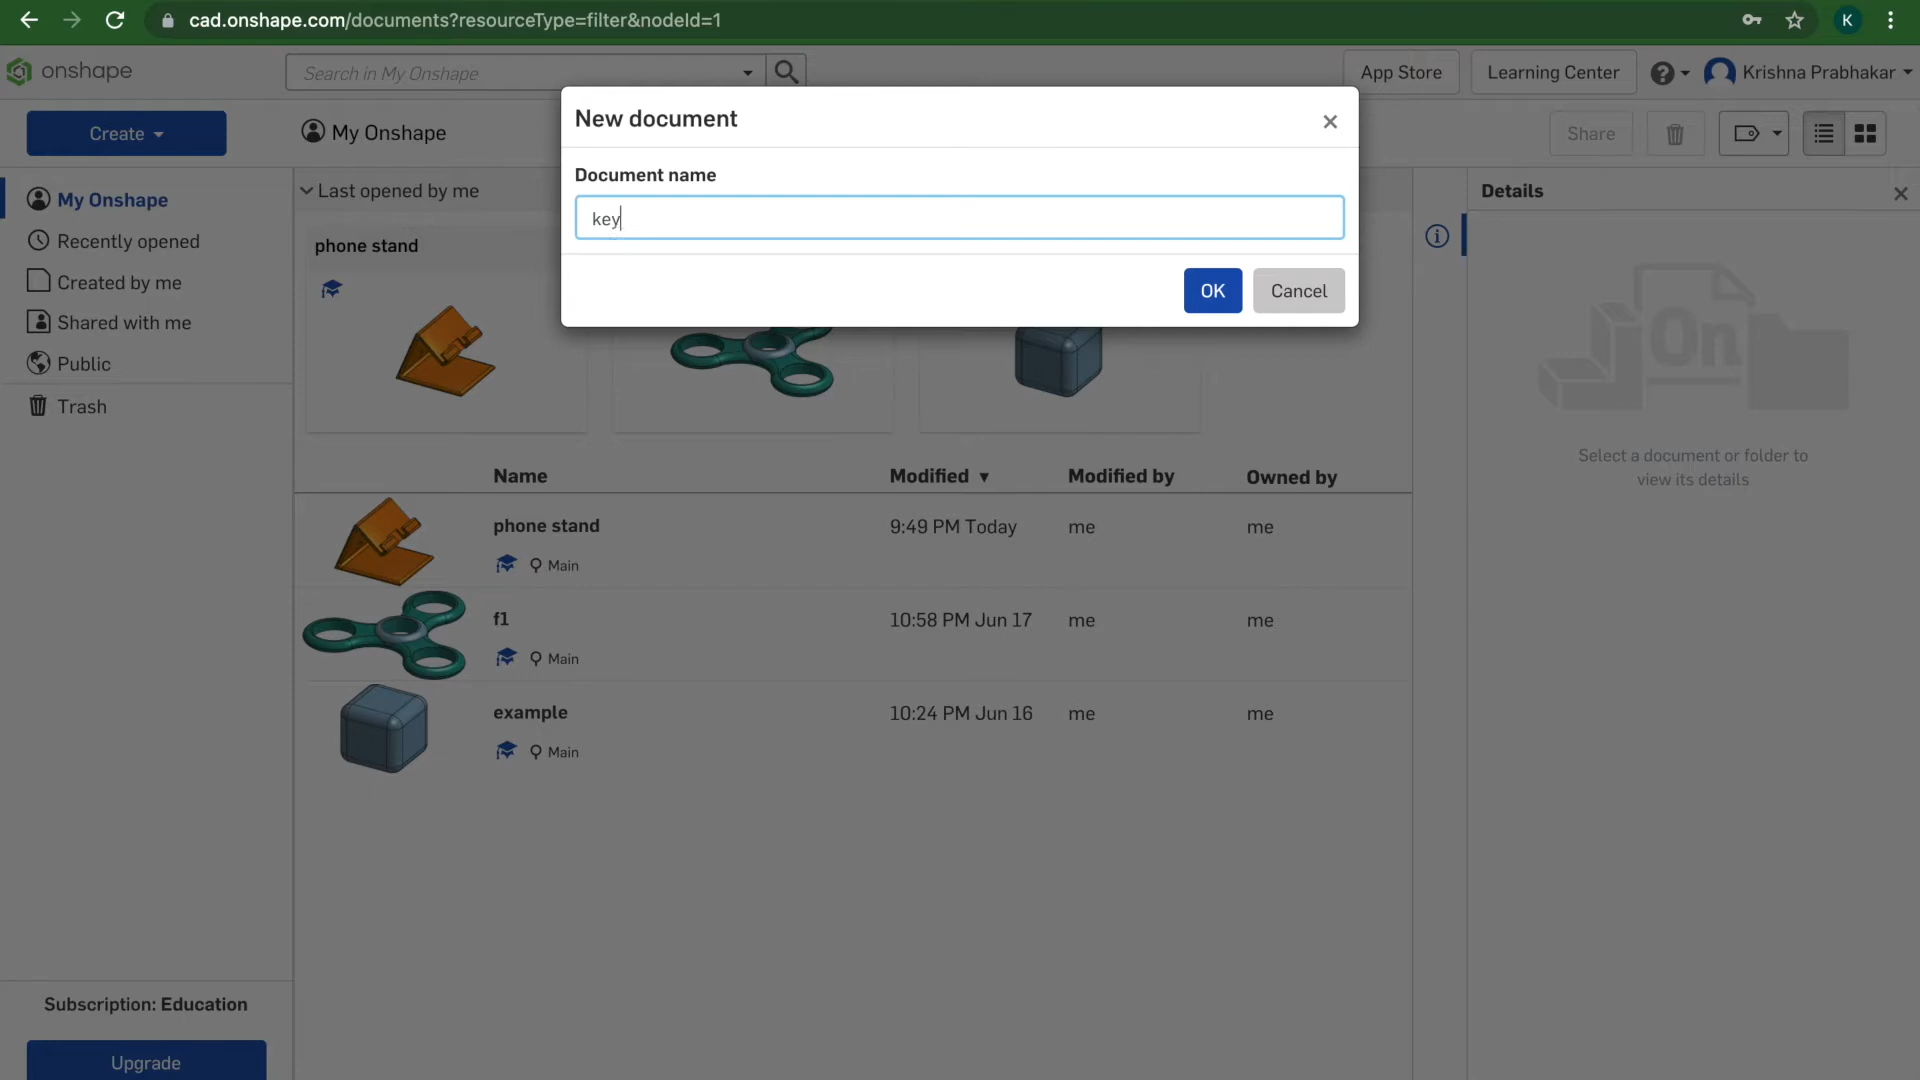 cad.onshape.com/documents?resourceType=filter&nodeId=1
K
onshape
Search in My Onshape
App Store
Learning Center
Krishna Prabhakar
Create
My Onshape
Share
New document
Document name
key
OK
Cancel
My Onshape
Recently opened
Created by me
Shared with me
Public
Trash
Last opened by me
phone stand
Name
Modified
Modified by
Owned by
phone stand
9:49 PM Today
me
me
Main
f1
10:58 PM Jun 17
me
me
Main
example
10:24 PM Jun 16
me
me
Main
Details
On
Select a document or folder to
view its details
Subscription: Education
Upgrade